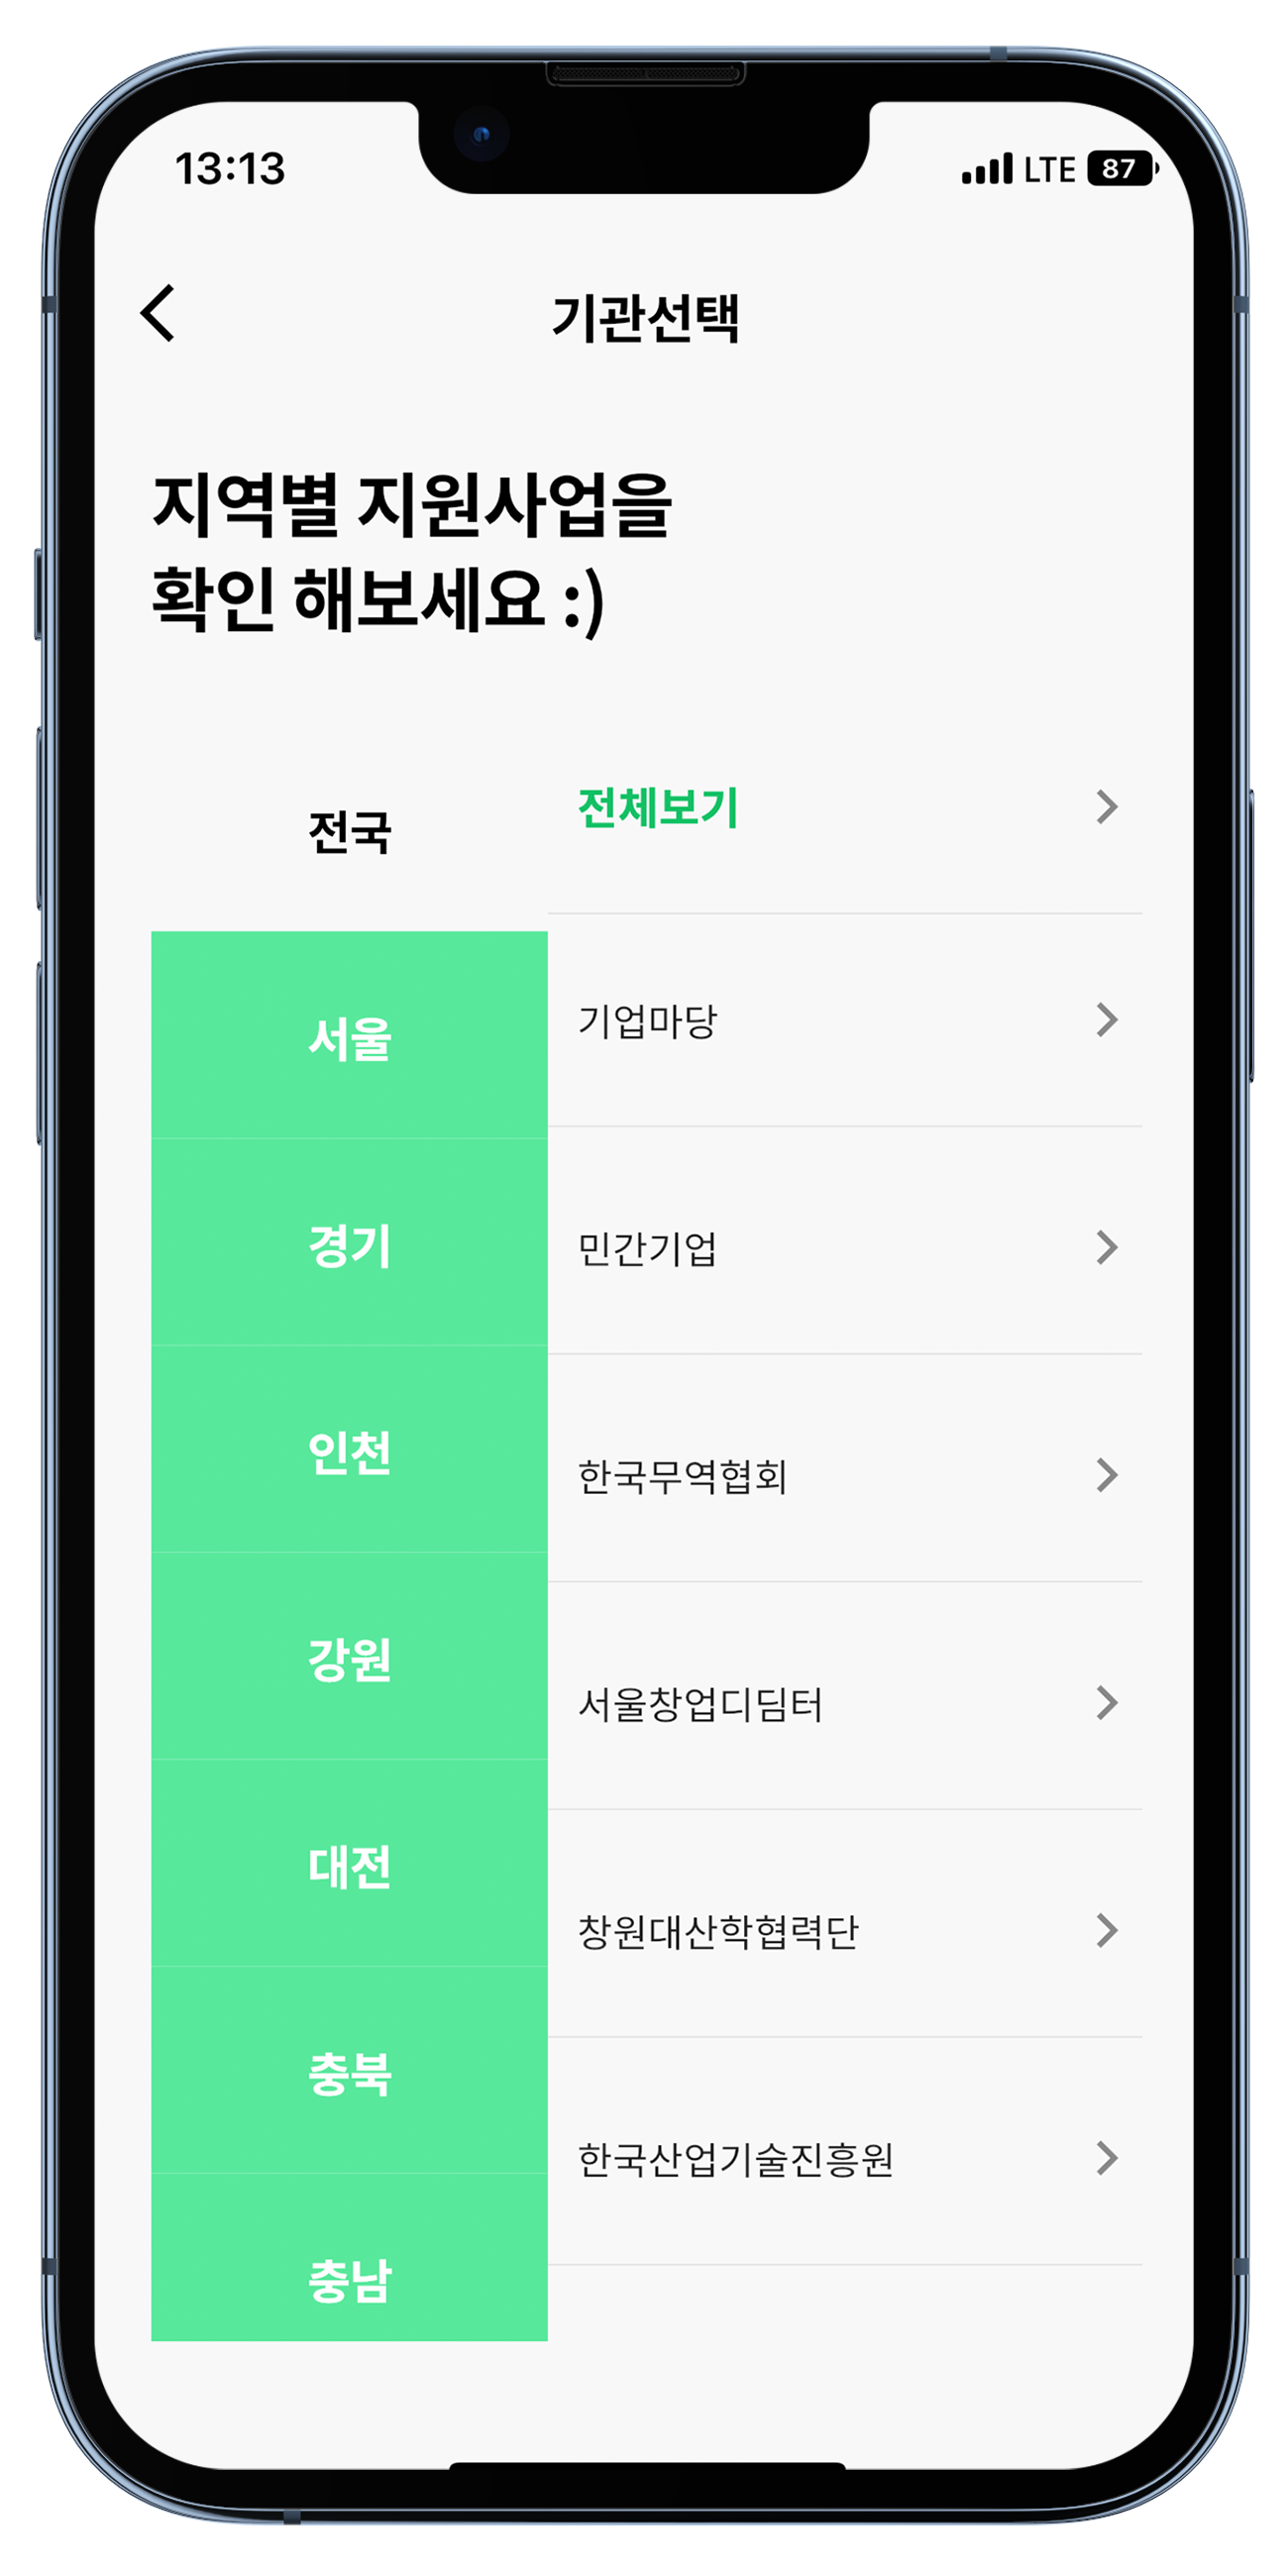 13:13
LTE 87
기관선택
지역별 지원사업을
확인 해보세요 :)
전국
서울
경기
인천
강원
대전
충북
충남
전체보기
기업마당
민간기업
한국무역협회
서울창업디딤터
창원대산학협력단
한국산업기술진흥원